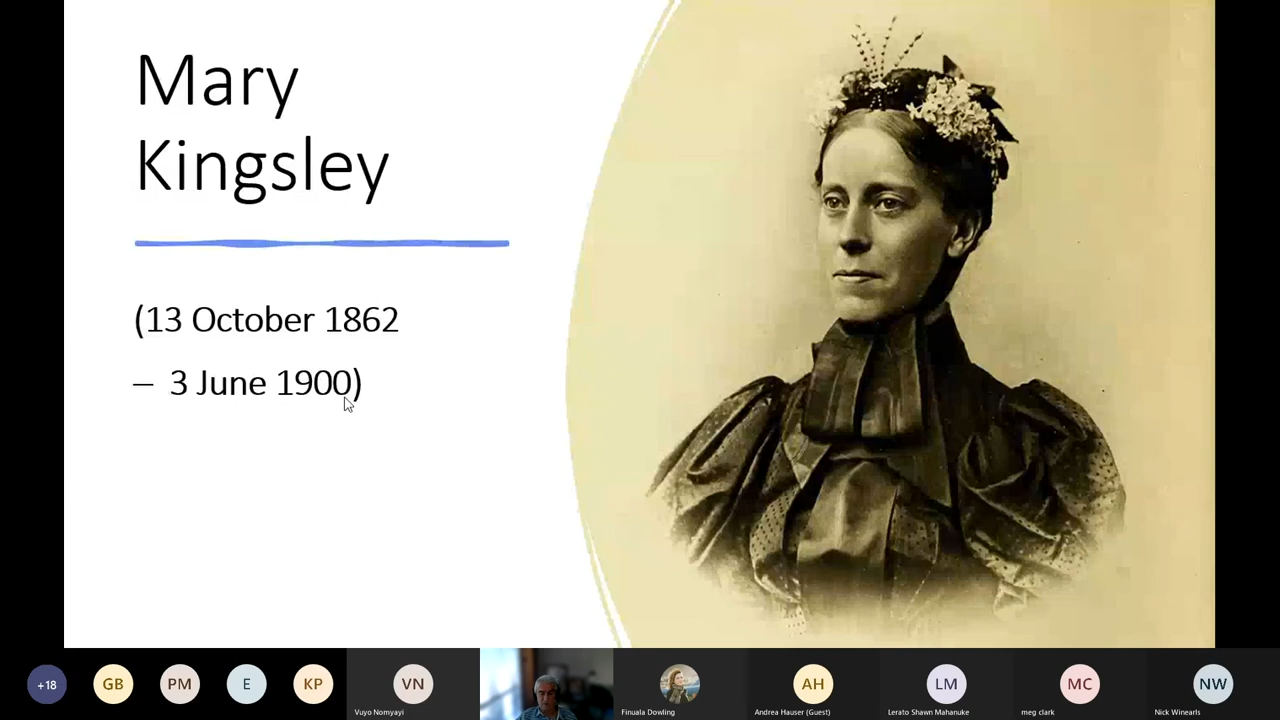 Mary
Kingsley
(13 October 1862
– 3 June 1900)
+18
GB
PM
E
KP
VN
Vuyo Nomyayi
Finuala Dowling
AH
Andrea Hauser (Guest)
LM
Lerato Shawn Mahanuke
MC
meg clark
NW
Nick Winearls